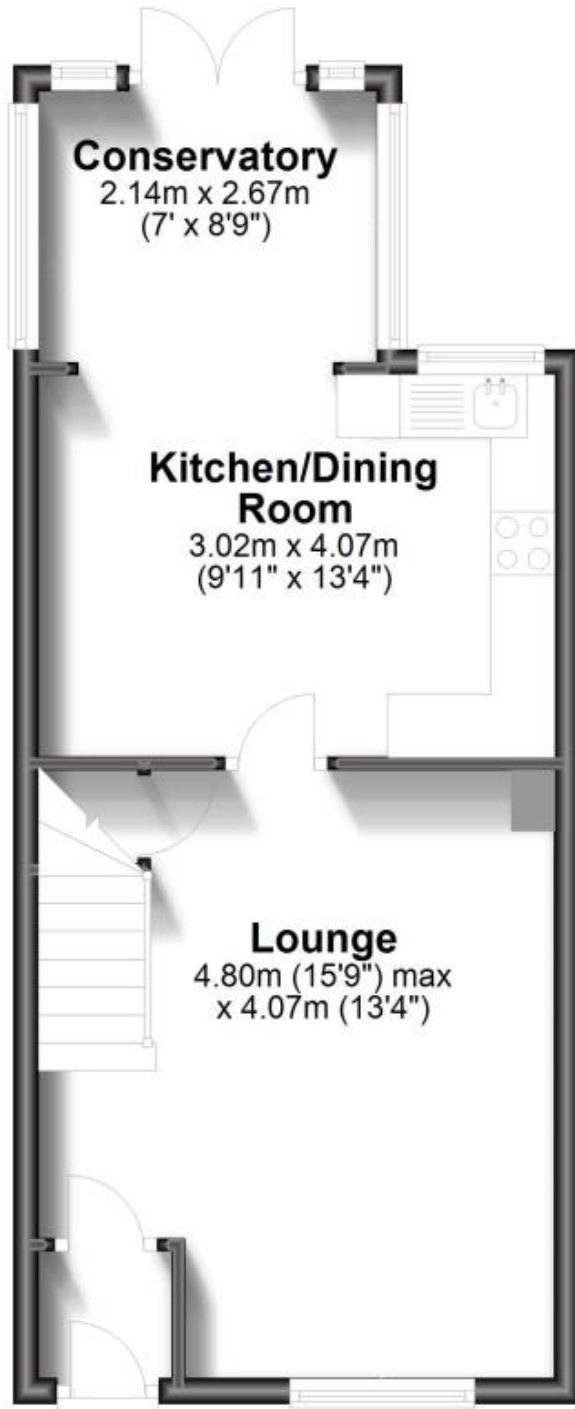 Conservatory
2.14m x 2.67m
(7' x 8'9")
Kitchen/Dining
Room
3.02m x 4.07m
(9'11" x 13'4")
Lounge
4.80m (15'9") max
x 4.07m (13'4")